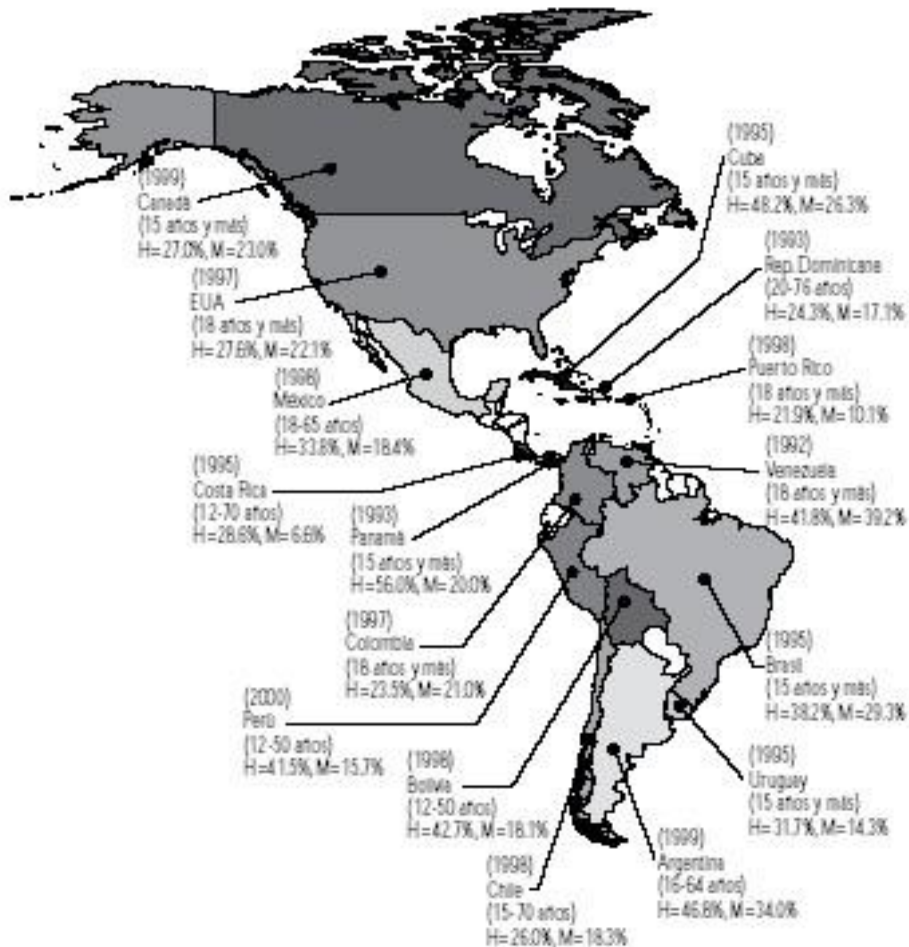 (1999)
Canadá
(15 años y más)
H=27.0%, M=23.0%
(1997)
EUA
(18 años y más)
H=27.6%, M=22.1%
(1998)
México
(18-65 años)
H=33.8%, M=18.4%
(1995)
Costa Rica
(12-70 años)
H=28.6%, M=6.6%
(1993)
Panamá
(15 años y más)
H=56.0%, M=20.0%
(1997)
Colombia
(18 años y más)
H=23.5%, M=21.0%
(2000)
Perú
(12-50 años)
H=41.5%, M=15.7%
(1998)
Bolivia
(12-50 años)
H=42.7%, M=18.1%
(1998)
Chile
(15-70 años)
H=26.0%, M=18.3%
(1995)
Cuba
(15 años y más)
H=48.2%, M=26.3%
(1993)
Rep. Dominicana
(20-76 años)
H=24.3%, M=17.1%
(1998)
Puerto Rico
(18 años y más)
H=21.9%, M=10.1%
(1992)
Venezuela
(18 años y más)
H=41.8%, M=39.2%
(1995)
Brasil
(15 años y más)
H=38.2%, M=29.3%
(1995)
Uruguay
(15 años y más)
H=31.7%, M=14.3%
(1999)
Argentina
(16-64 años)
H=46.8%, M=34.0%